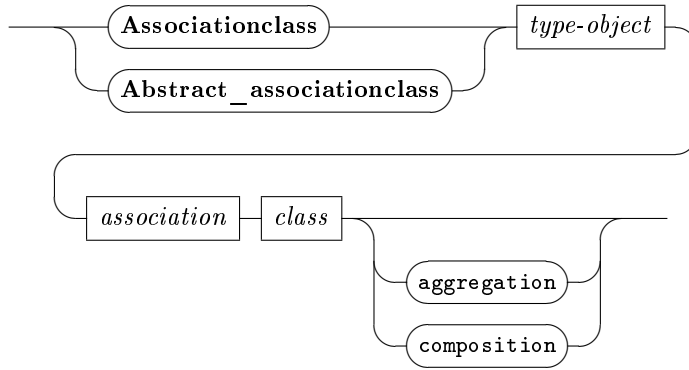 Associationclass type-object
Abstract_associationclass
association class
aggregation
composition